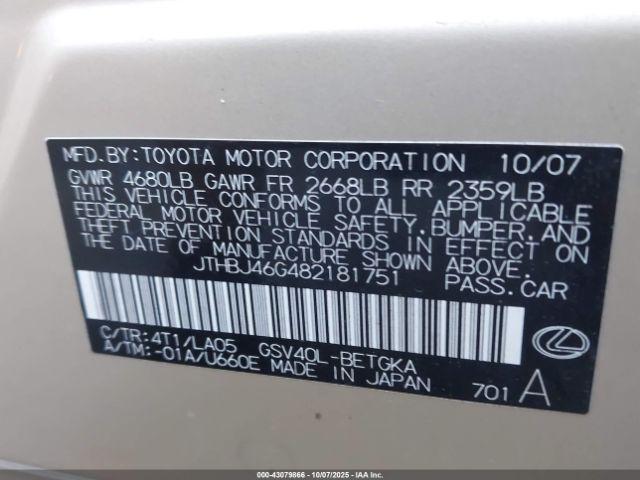 MFD. BY: TOYOTA MOTOR CORPORATION 10/07
GVWR 4680LB GAWR FR 2668LB RR 2359LB
THIS VEHICLE CONFORMS TO ALL APPLICABLE
FEDERAL MOTOR VEHICLE SAFETY, BUMPER, AND
THEFT PREVENTION STANDARDS IN EFFECT ON
THE DATE OF MANUFACTURE SHOWN ABOVE.
JTHBJ46G482181751 PASS. CAR
C/TR: 4T1/LA05 GSV40L-BETGKA
A/TM: -01A/U660E MADE IN JAPAN 701 A
000-43079866 - 10/07/2025 - IAAI Copyright